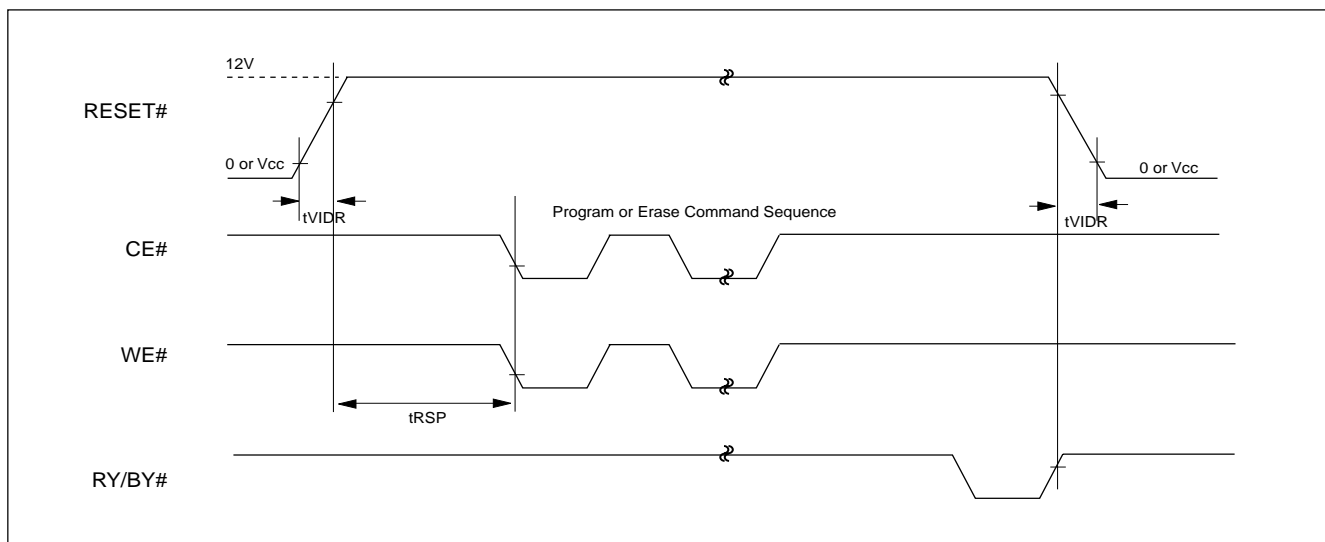 12V
RESET#
0 or Vcc
0 or Vcc
tVIDR
Program or Erase Command Sequence
tVIDR
CE#
WE#
tRSP
RY/BY#